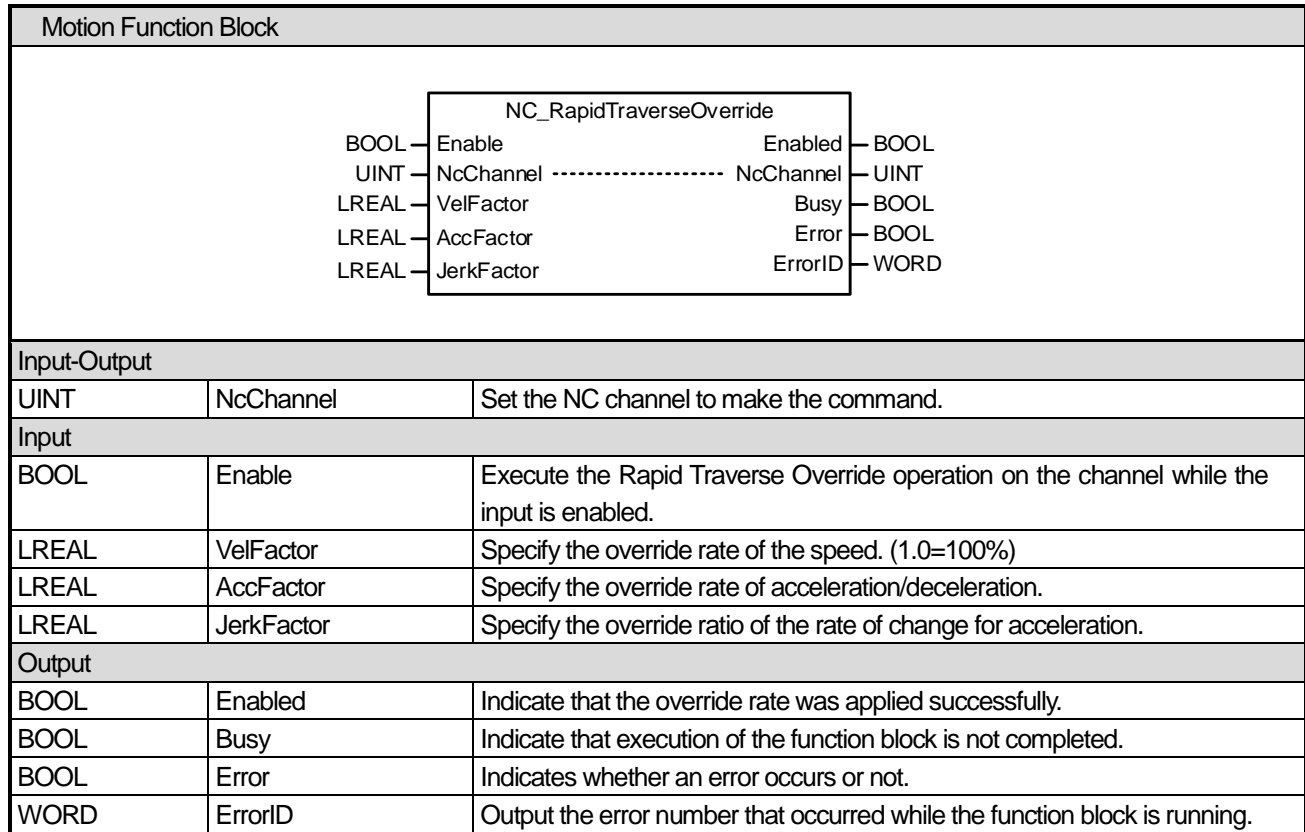 Motion Function Block
NC_RapidTraverseOverride
BOOL Enable Enabled BOOL
UINT NcChannel NcChannel UINT
LREAL VelFactor Busy BOOL
LREAL AccFactor Error BOOL
LREAL JerkFactor ErrorID WORD
Input-Output
UINT NcChannel Set the NC channel to make the command.
Input
BOOL Enable Execute the Rapid Traverse Override operation on the channel while the
input is enabled.
LREAL VelFactor Specify the override rate of the speed. (1.0=100%)
LREAL AccFactor Specify the override rate of acceleration/deceleration.
LREAL JerkFactor Specify the override ratio of the rate of change for acceleration.
Output
BOOL Enabled Indicate that the override rate was applied successfully.
BOOL Busy Indicate that execution of the function block is not completed.
BOOL Error Indicates whether an error occurs or not.
WORD ErrorID Output the error number that occurred while the function block is running.